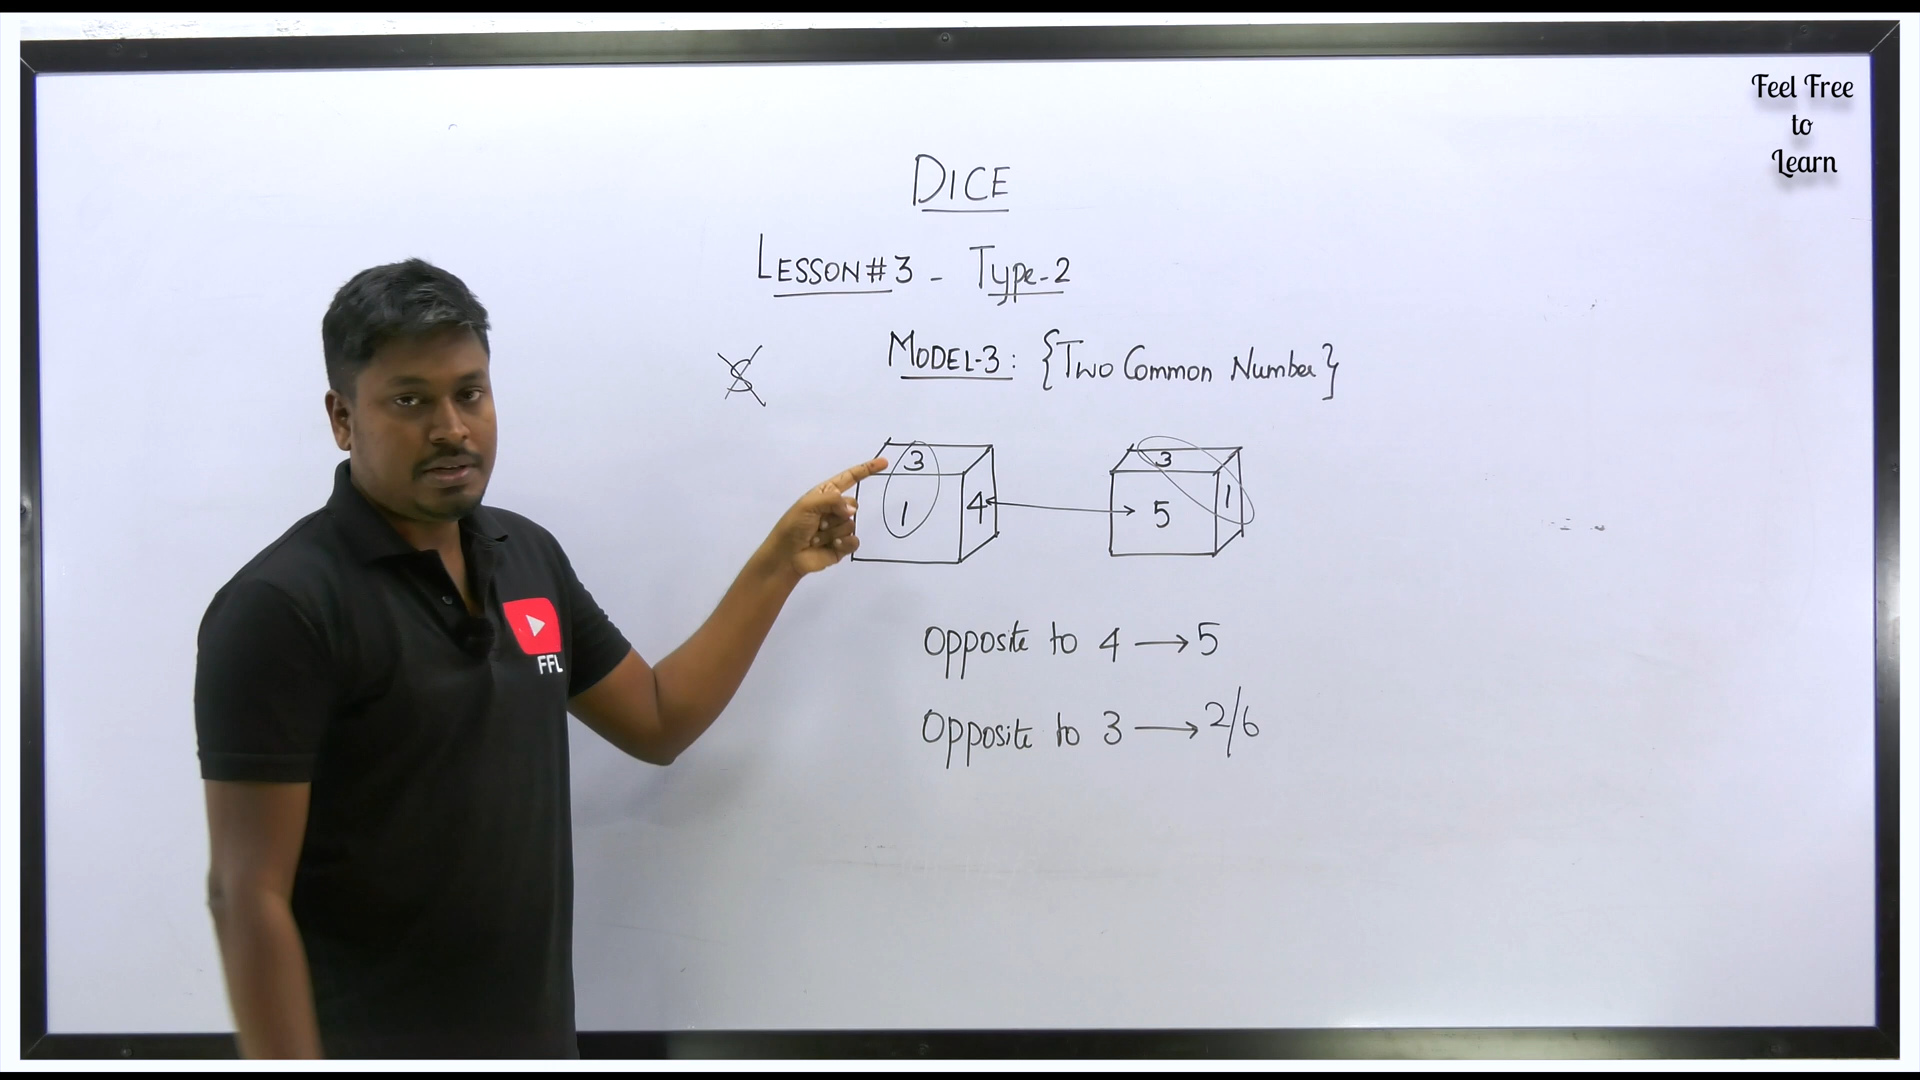 Feel Free
to
Learn
DICE
LESSON#3 - Type-2
MODEL-3: {Two Common Number}
S
3
1
4
3
5
1
Opposite to 4 → 5
Opposite to 3 → 2/6
FFL